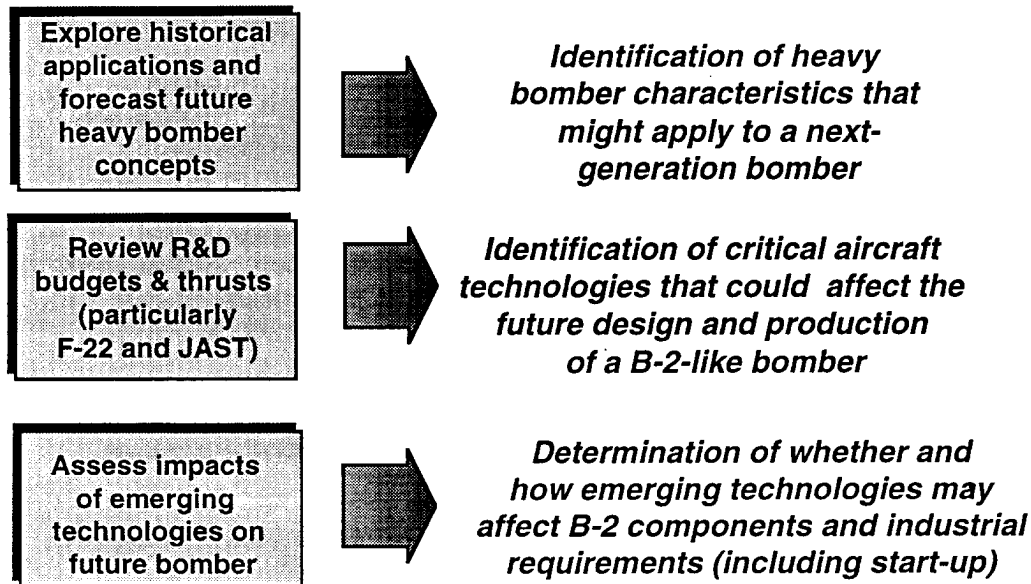 Explore historical
applications and
forecast future
heavy bomber
concepts
Identification of heavy
bomber characteristics that
might apply to a next-
generation bomber
Review R&D
budgets & thrusts
(particularly
F-22 and JAST)
Identification of critical aircraft
technologies that could affect the
future design and production
of a B-2-like bomber
Assess impacts
of emerging
technologies on
future bomber
Determination of whether and
how emerging technologies may
affect B-2 components and industrial
requirements (including start-up)